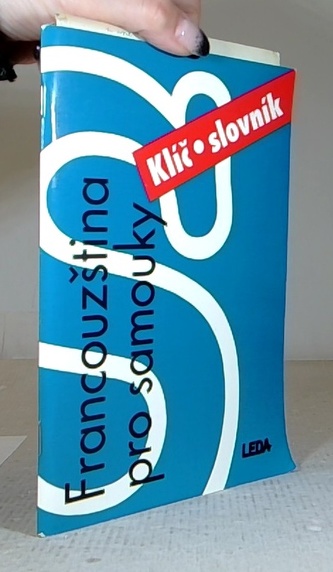 Klíč • slovník
Francouzština
pro samouky
LEDA